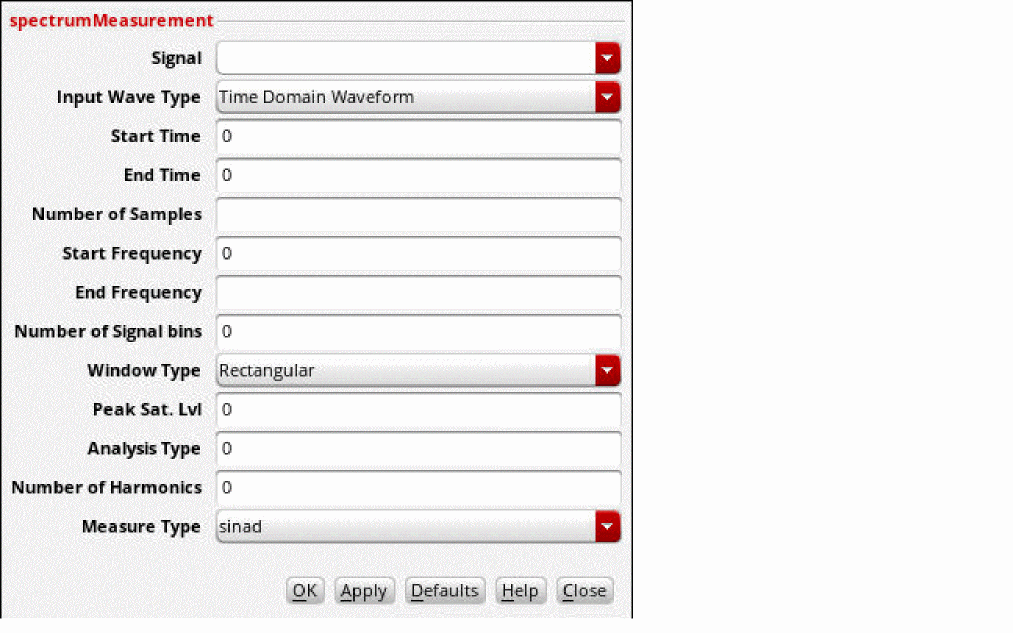 spectrumMeasurement
Signal
Input Wave Type Time Domain Waveform
Start Time 0
End Time 0
Number of Samples
Start Frequency 0
End Frequency
Number of Signal bins 0
Window Type Rectangular
Peak Sat. Lvl 0
Analysis Type 0
Number of Harmonics 0
Measure Type sinad
OK Apply Defaults Help Close